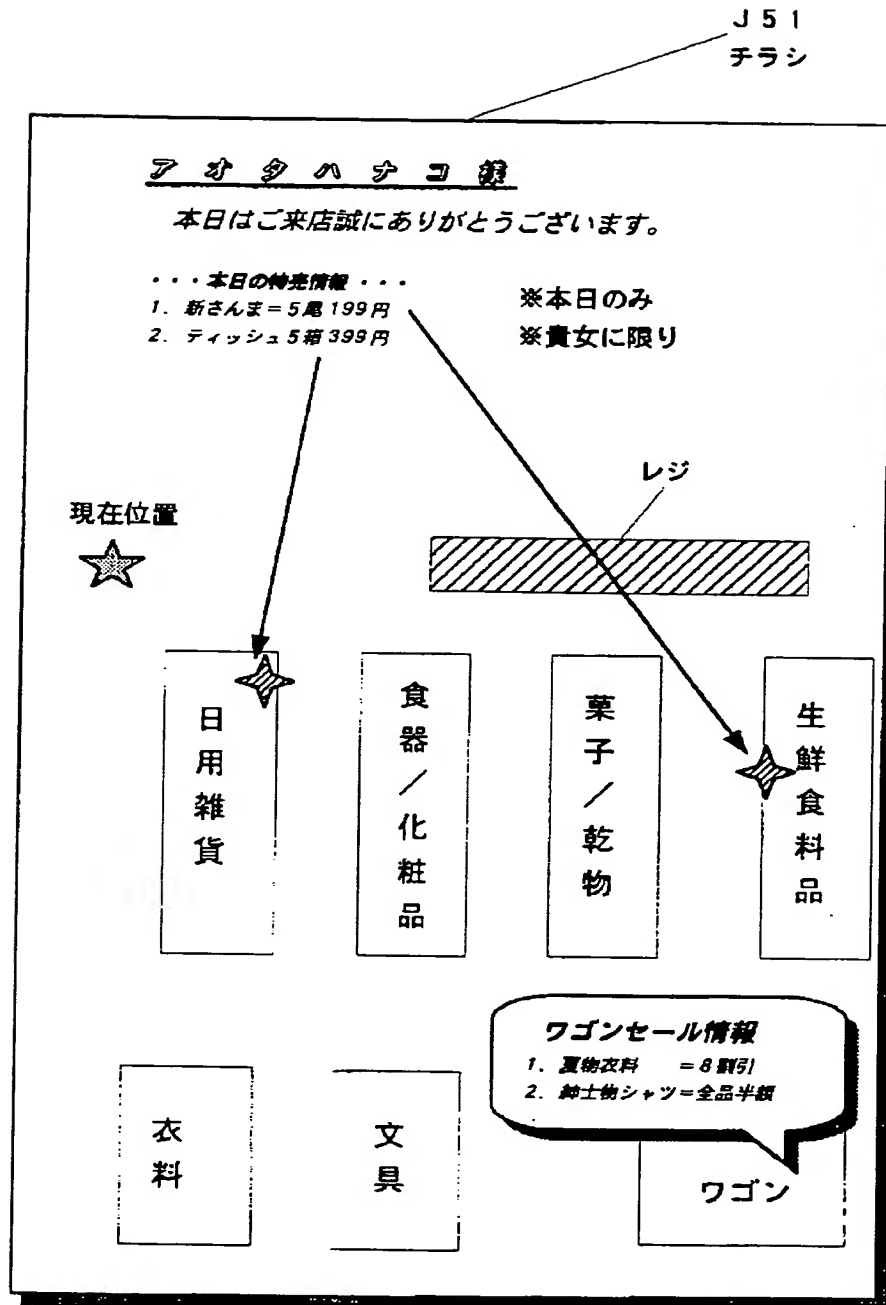 J51
チラシ
アオタハナコ様
本日はご来店誠にありがとうございます。
・・・本日の特売情報・・・
1. 新さんま=5尾199円
2. ティッシュ5箱399円
※本日のみ
※貴女に限り
レジ
現在位置
日用雑貨
食器/化粧品
菓子/乾物
生鮮食料品
ワゴンセール情報
1. 夏物衣料 =8割引
2. 紳士物シャツ=全品半額
衣料
文具
ワゴン